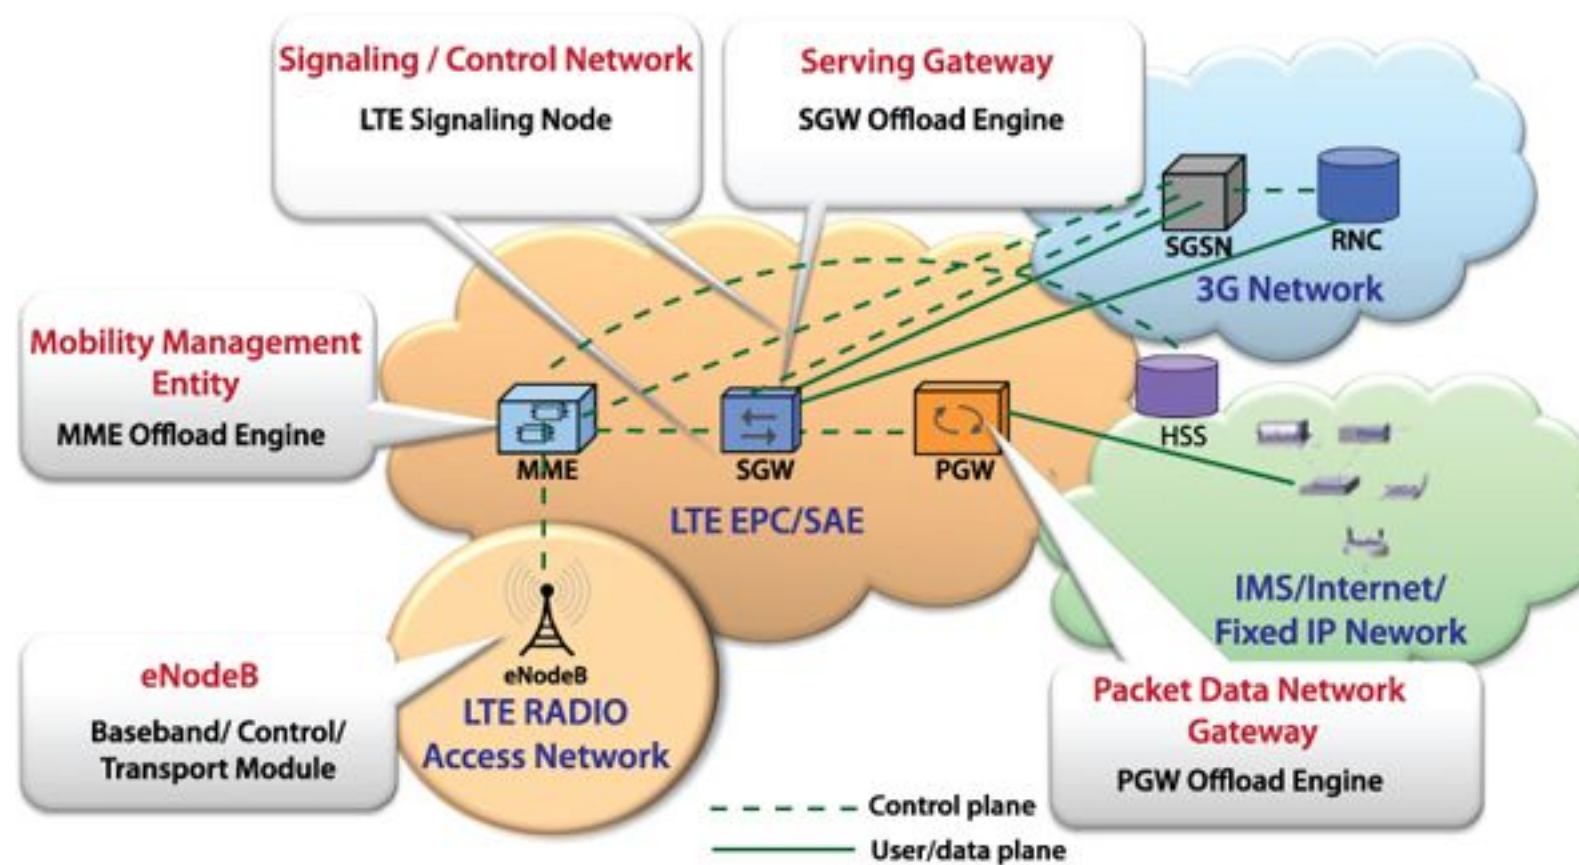 Signaling / Control Network
LTE Signaling Node
Serving Gateway
SGW Offload Engine
SGSN
RNC
3G Network
Mobility Management
Entity
MME Offload Engine
MME
SGW
PGW
HSS
LTE EPC/SAE
IMS/Internet/
Fixed IP Nework
eNodeB
Baseband/ Control/
Transport Module
eNodeB
LTE RADIO
Access Network
Packet Data Network
Gateway
PGW Offload Engine
Control plane
User/data plane